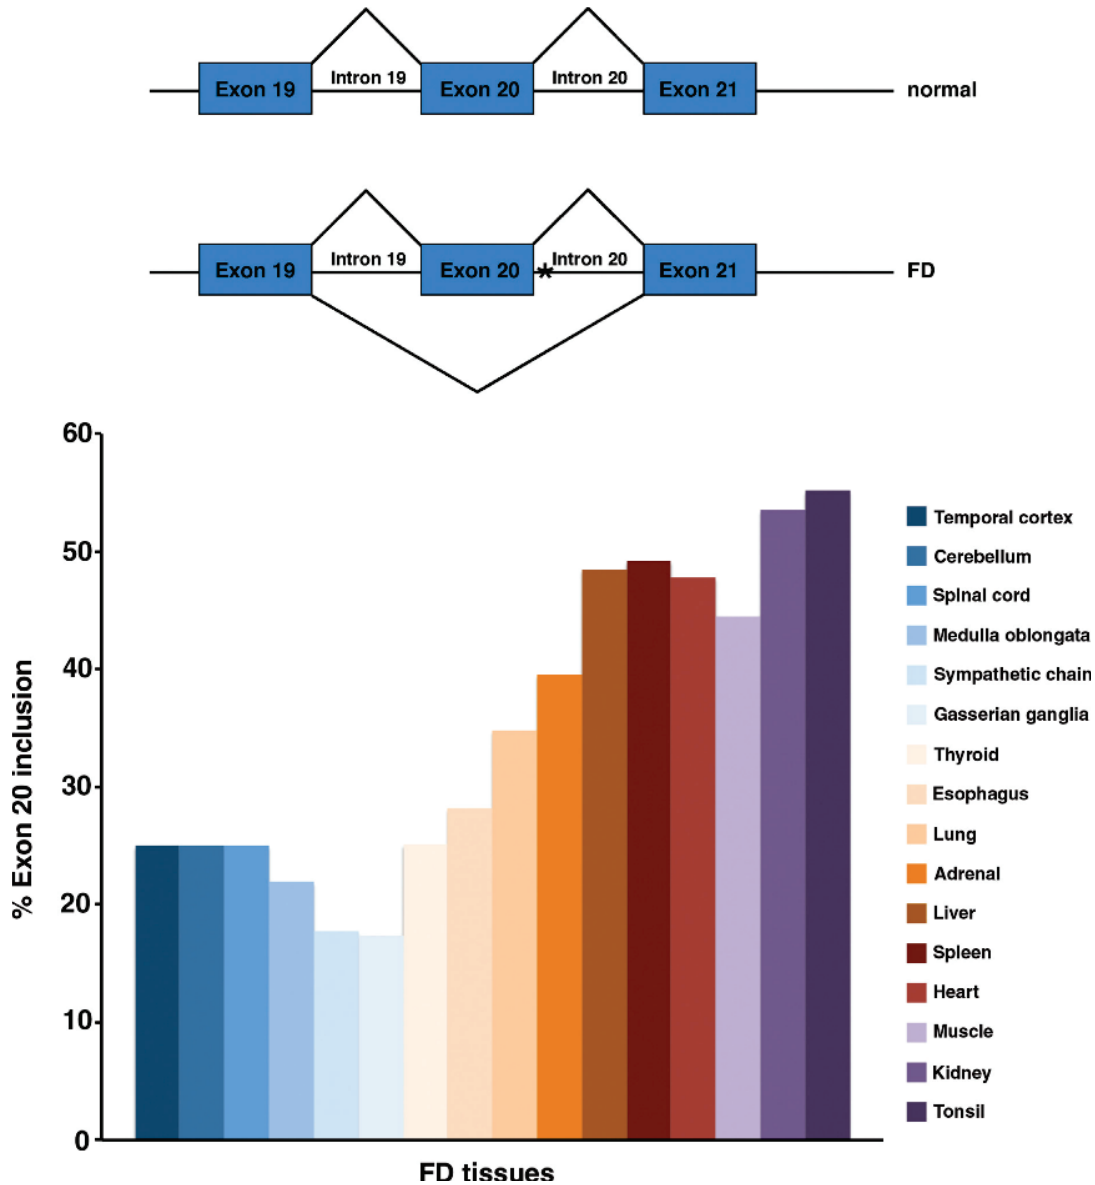 Exon 19 Intron 19 Exon 20 Intron 20 Exon 21 normal
Exon 19 Intron 19 Exon 20 * Intron 20 Exon 21 FD
% Exon 20 inclusion
60
50
40
30
20
10
0
FD tissues
Temporal cortex
Cerebellum
Spinal cord
Medulla oblongata
Sympathetic chain
Gasserian ganglia
Thyroid
Esophagus
Lung
Adrenal
Liver
Spleen
Heart
Muscle
Kidney
Tonsil